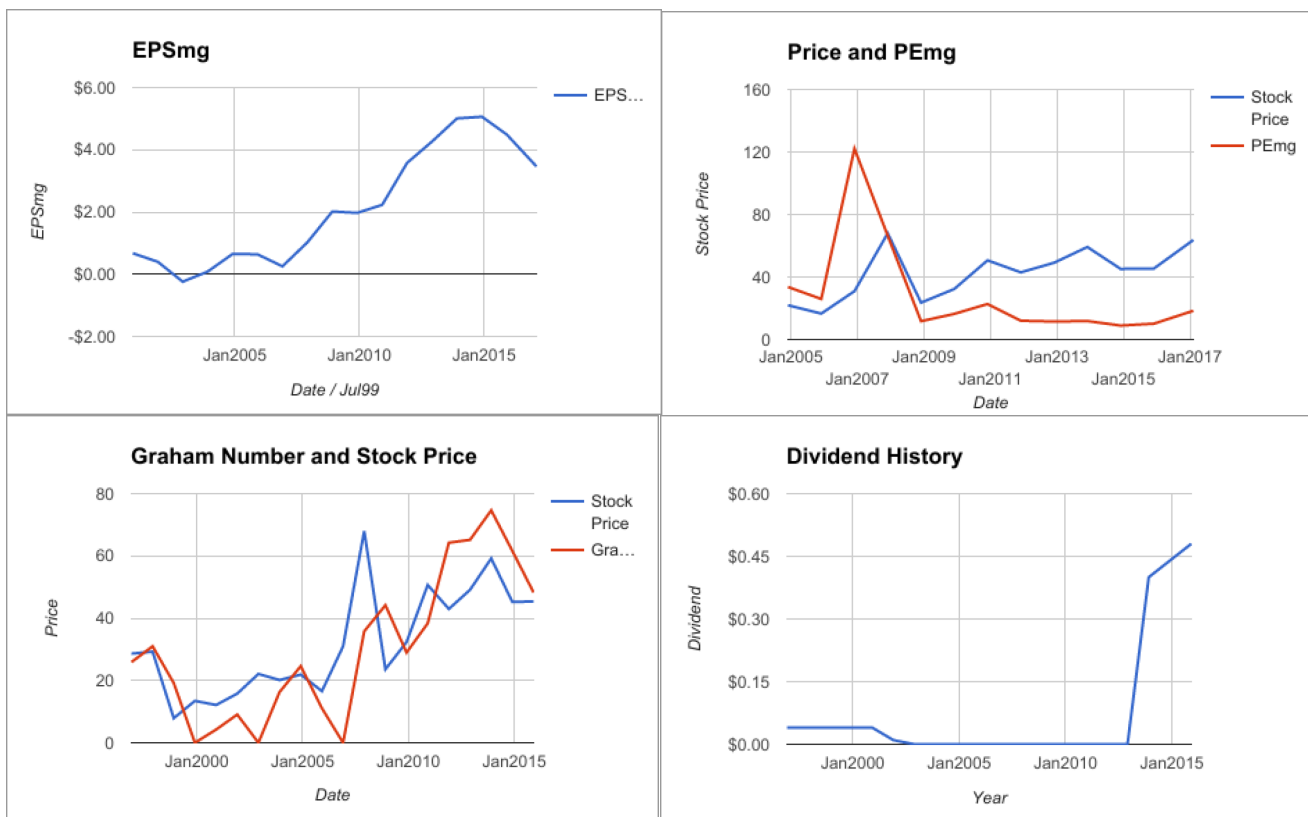 EPSmg
$6.00
EPS…
$4.00
$2.00
$0.00
-$2.00
EPSmg
Jan2005 Jan2010 Jan2015
Date / Jul99
Price and PEmg
160
Stock
Price
PEmg
120
80
40
0
Stock Price
Jan2005 Jan2009 Jan2013 Jan2017
Jan2007 Jan2011 Jan2015
Date
Graham Number and Stock Price
80
Stock
Price
Gra…
60
40
20
0
Price
Jan2000 Jan2005 Jan2010 Jan2015
Date
Dividend History
$0.60
$0.45
$0.30
$0.15
$0.00
Dividend
Jan2000 Jan2005 Jan2010 Jan2015
Year